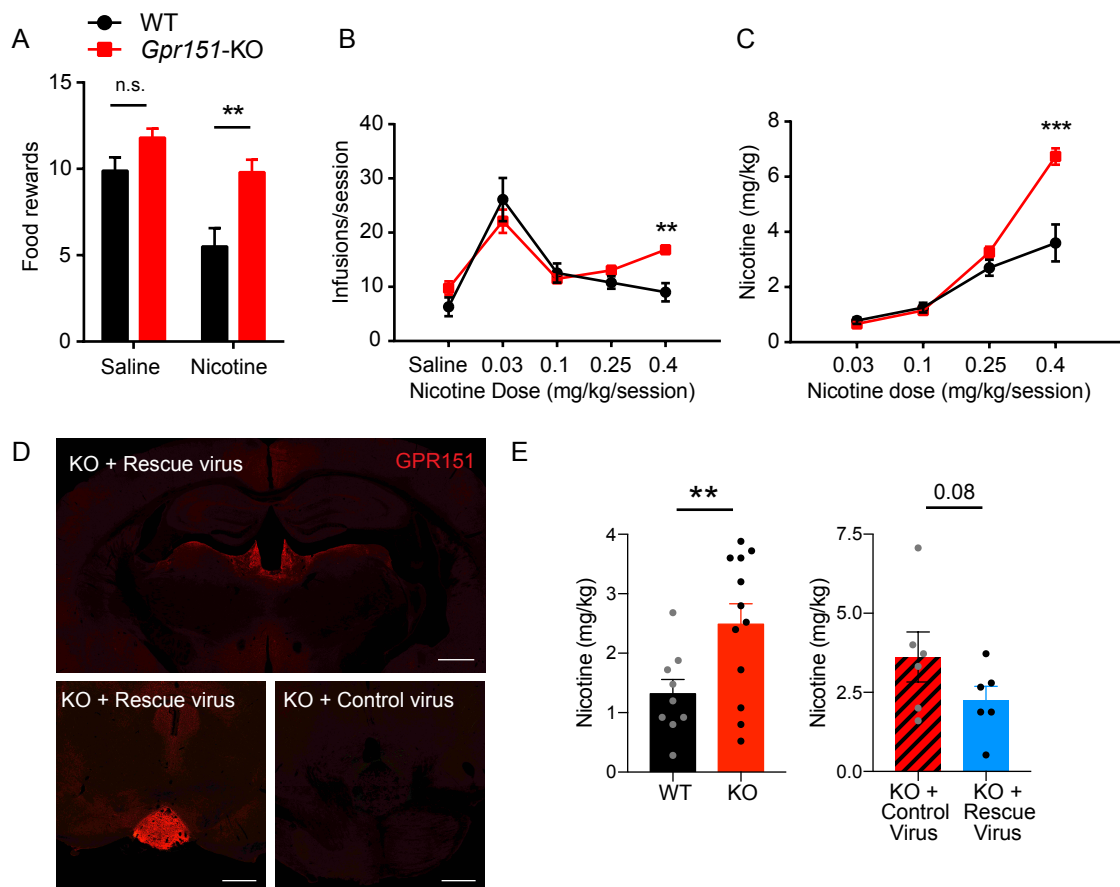 A
WT
Gpr151-KO
15
10
5
0
Food rewards
n.s.
**
Saline
Nicotine
B
40
30
20
10
0
Infusions/session
**
Saline
0.03
0.1
0.25
0.4
Nicotine Dose (mg/kg/session)
C
8
6
4
2
0
Nicotine (mg/kg)
***
0.03
0.1
0.25
0.4
Nicotine dose (mg/kg/session)
D
KO + Rescue virus
GPR151
KO + Rescue virus
KO + Control virus
E
**
4
3
2
1
0
Nicotine (mg/kg)
WT
KO
0.08
7.5
5.0
2.5
0.0
Nicotine (mg/kg)
KO +
Control
Virus
KO +
Rescue
Virus